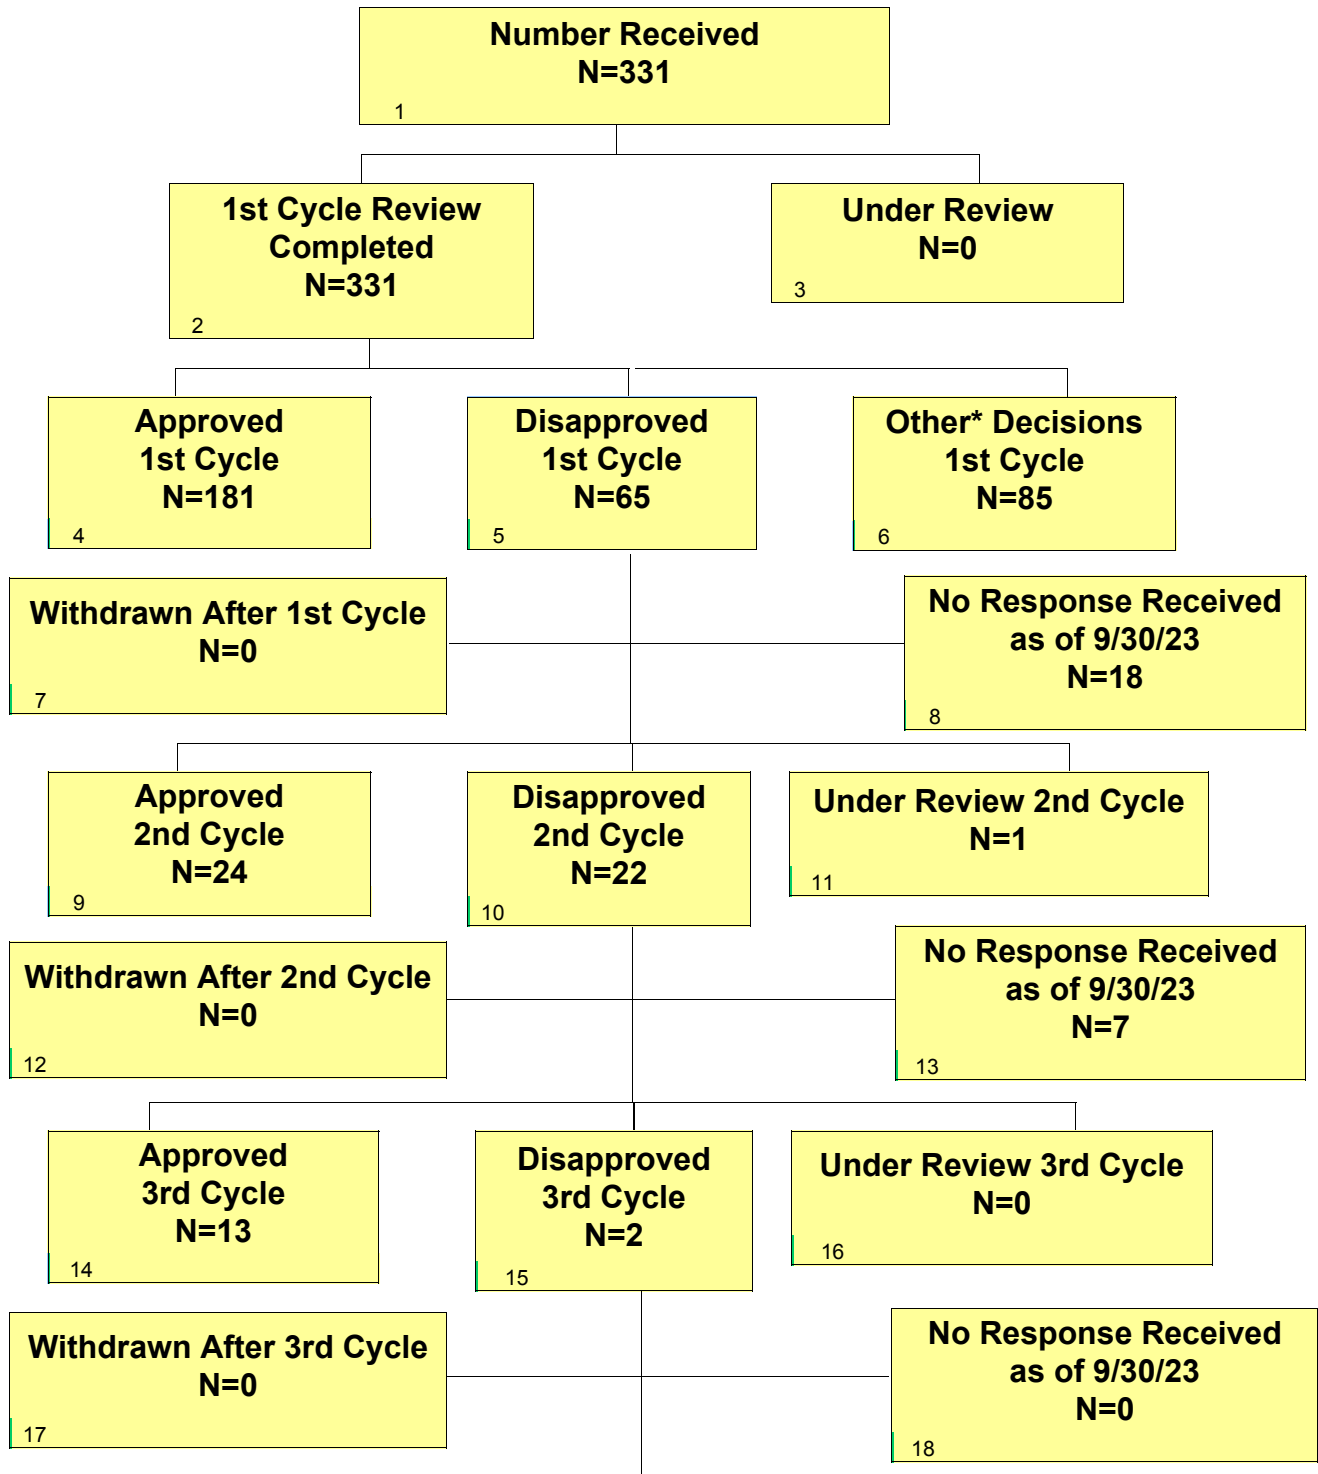 Number Received
N=331
1
1st Cycle Review
Completed
N=331
2
Under Review
N=0
3
Approved
1st Cycle
N=181
4
Disapproved
1st Cycle
N=65
5
Other* Decisions
1st Cycle
N=85
6
Withdrawn After 1st Cycle
N=0
7
No Response Received
as of 9/30/23
N=18
8
Approved
2nd Cycle
N=24
9
Disapproved
2nd Cycle
N=22
10
Under Review 2nd Cycle
N=1
11
Withdrawn After 2nd Cycle
N=0
12
No Response Received
as of 9/30/23
N=7
13
Approved
3rd Cycle
N=13
14
Disapproved
3rd Cycle
N=2
15
Under Review 3rd Cycle
N=0
16
Withdrawn After 3rd Cycle
N=0
17
No Response Received
as of 9/30/23
N=0
18